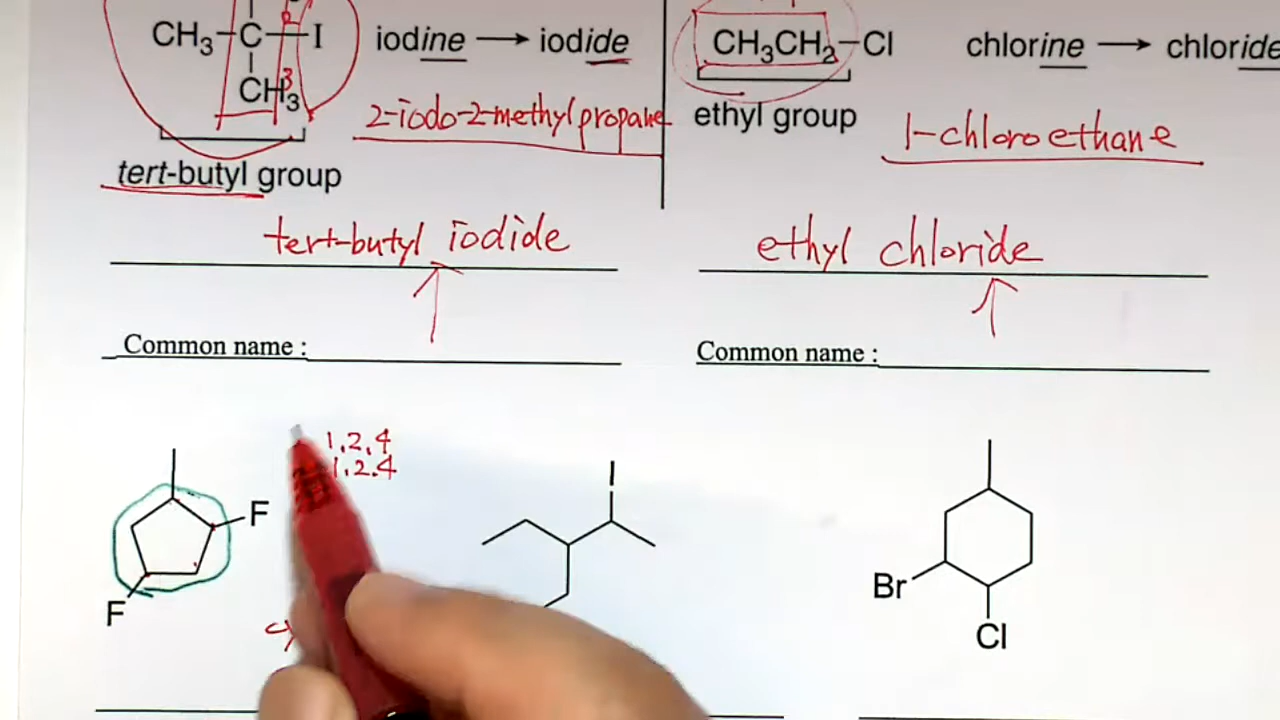 CH3-C-I iodine → iodide
CH3
2-iodo-2-methylpropane
tert-butyl group
tert-butyl iodide
Common name :
CH3CH2-Cl chlorine → chloride
ethyl group
1-chloroethane
ethyl chloride
Common name :
1,2,4
1,2,4
F
F
I
Br
Cl